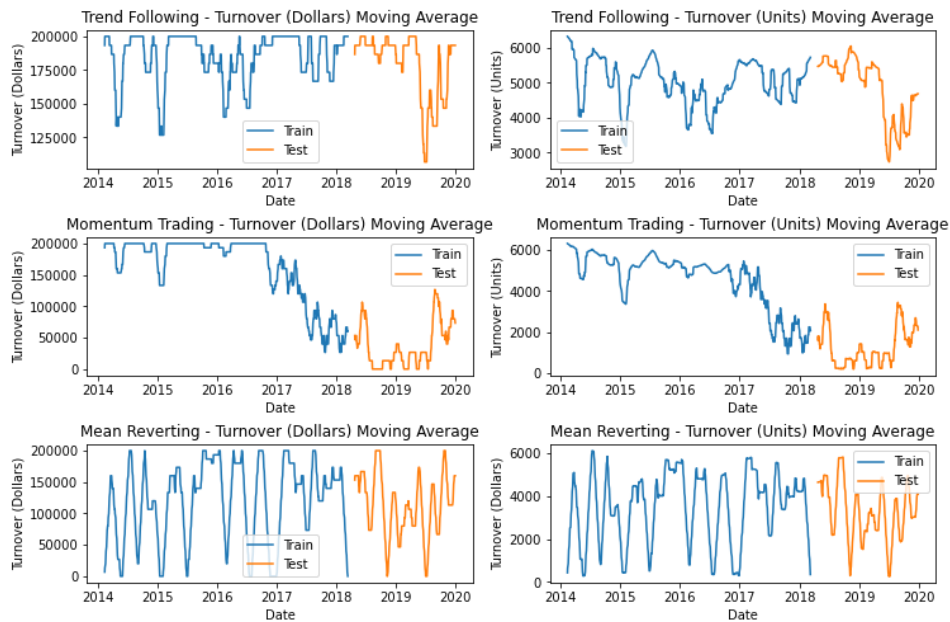 Trend Following - Turnover (Dollars) Moving Average
Turnover (Dollars)
200000
175000
150000
125000
Train
Test
2014 2015 2016 2017 2018 2019 2020
Date
Trend Following - Turnover (Units) Moving Average
Turnover (Units)
6000
5000
4000
3000
Train
Test
2014 2015 2016 2017 2018 2019 2020
Date
Momentum Trading - Turnover (Dollars) Moving Average
Turnover (Dollars)
200000
150000
100000
50000
0
Train
Test
2014 2015 2016 2017 2018 2019 2020
Date
Momentum Trading - Turnover (Units) Moving Average
Turnover (Units)
6000
4000
2000
0
Train
Test
2014 2015 2016 2017 2018 2019 2020
Date
Mean Reverting - Turnover (Dollars) Moving Average
Turnover (Dollars)
200000
150000
100000
50000
0
Train
Test
2014 2015 2016 2017 2018 2019 2020
Date
Mean Reverting - Turnover (Units) Moving Average
Turnover (Dollars)
6000
4000
2000
0
Train
Test
2014 2015 2016 2017 2018 2019 2020
Date